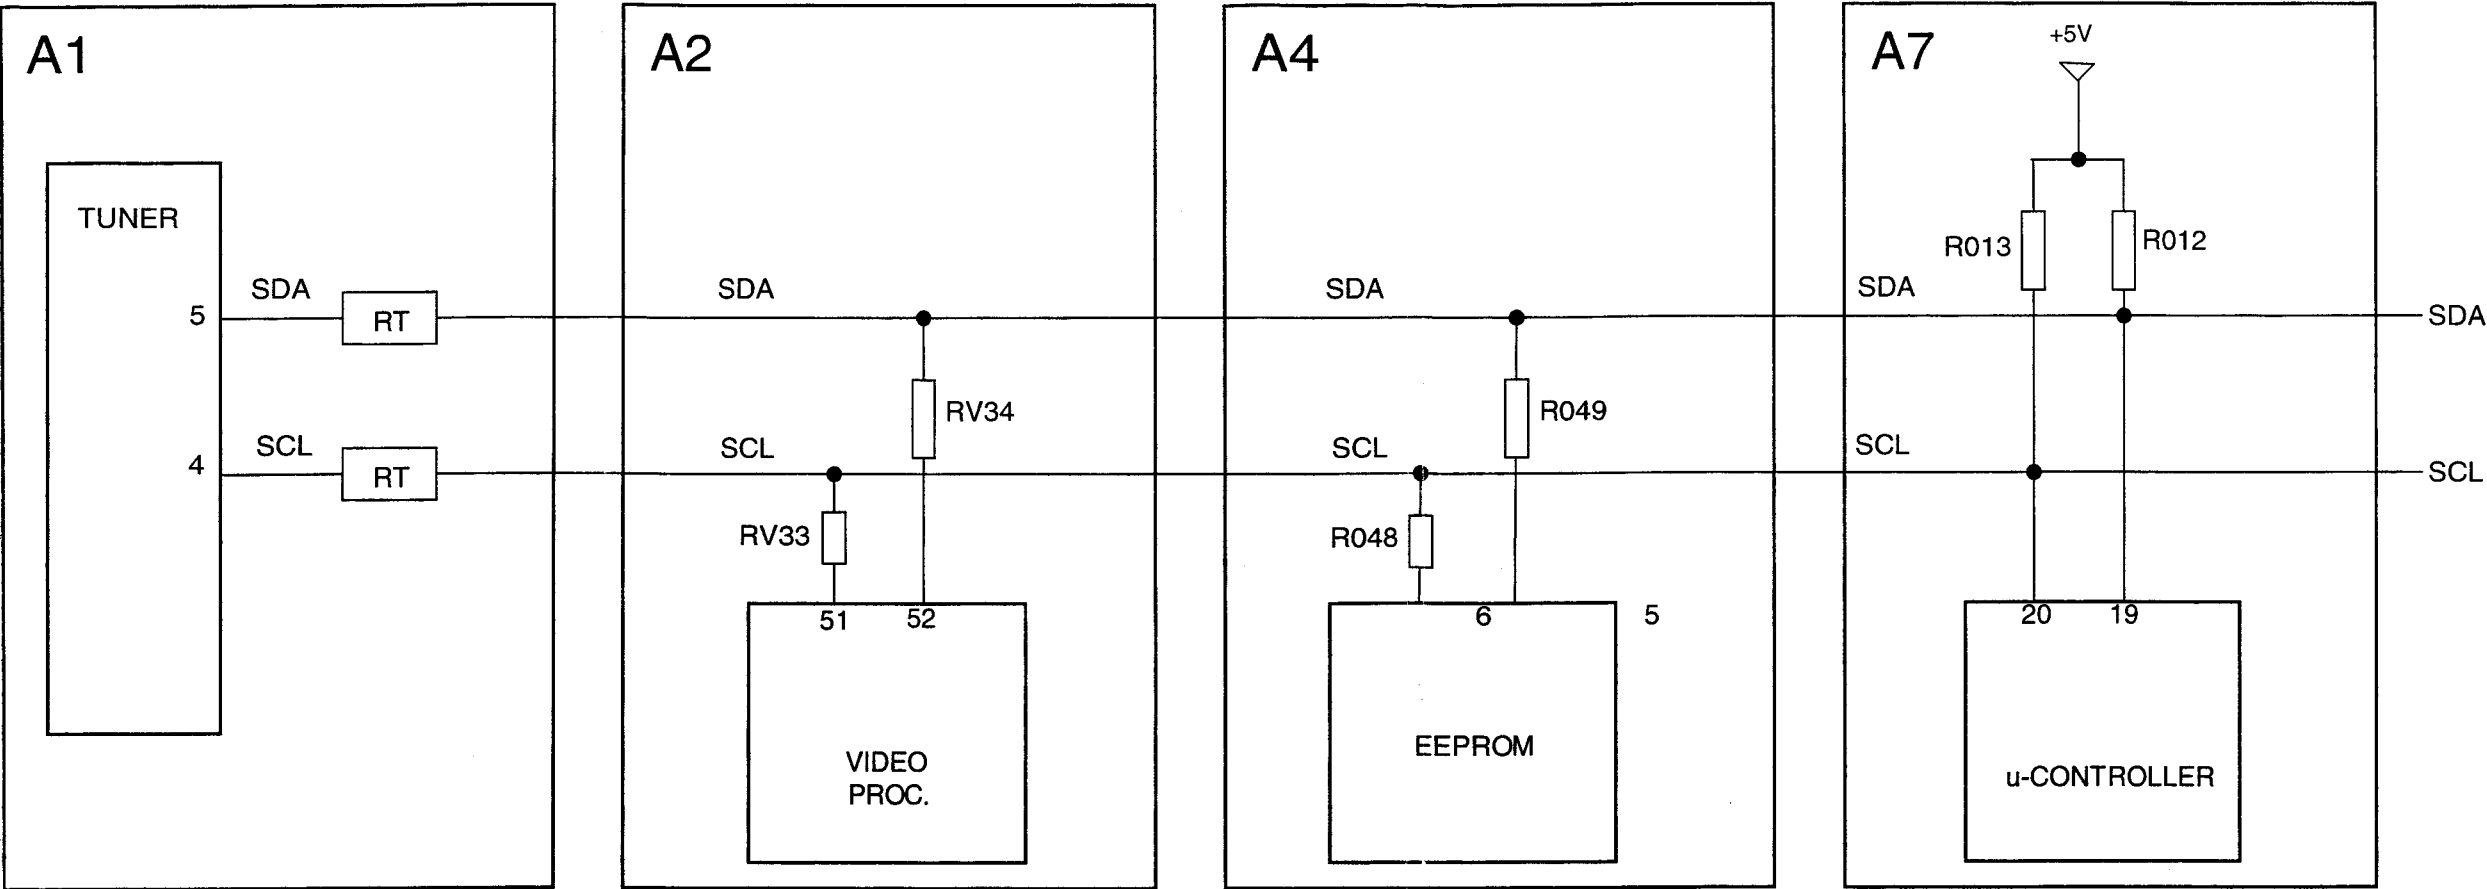 A1
TUNER
5
SDA
RT
4
SCL
RT
A2
SDA
RV34
SCL
RV33
51 52
VIDEO
PROC.
A4
SDA
R049
SCL
R048
6 5
EEPROM
A7
+5V
R013 R012
SDA
SDA
SCL
SCL
20 19
u-CONTROLLER